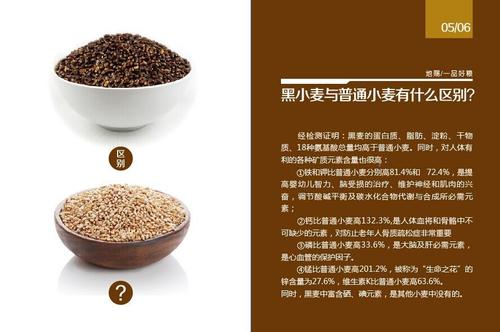 05/06
地赐/一品好粮
黑小麦与普通小麦有什么区别?
经检测证明：黑麦的蛋白质、脂肪、淀粉、干物
质、18种氨基酸总量均高于普通小麦。同时，对人体有
利的各种矿质元素含量也很高：
①铁和钾比普通小麦分别高81.4%和 72.4%，是提
高婴幼儿智力、脑受损的治疗、维护神经和肌肉的兴
奋，调节酸碱平衡及碳水化合物代谢与合成所必需元
素；
②钙比普通小麦高132.3%,是人体血将和骨骼中不
可缺少的元素，对防止老年人骨质疏松症非常重要
③磷比普通小麦高33.6%，是大脑及肝必需元素，
是心血管的保护因子。
④锰比普通小麦高201.2%，被称为“生命之花”的
锌含量为27.6%，维生素K比普通小麦高63.6%。
同时，黑麦中富含硒、碘元素，是其他小麦中没有的。
区别
?